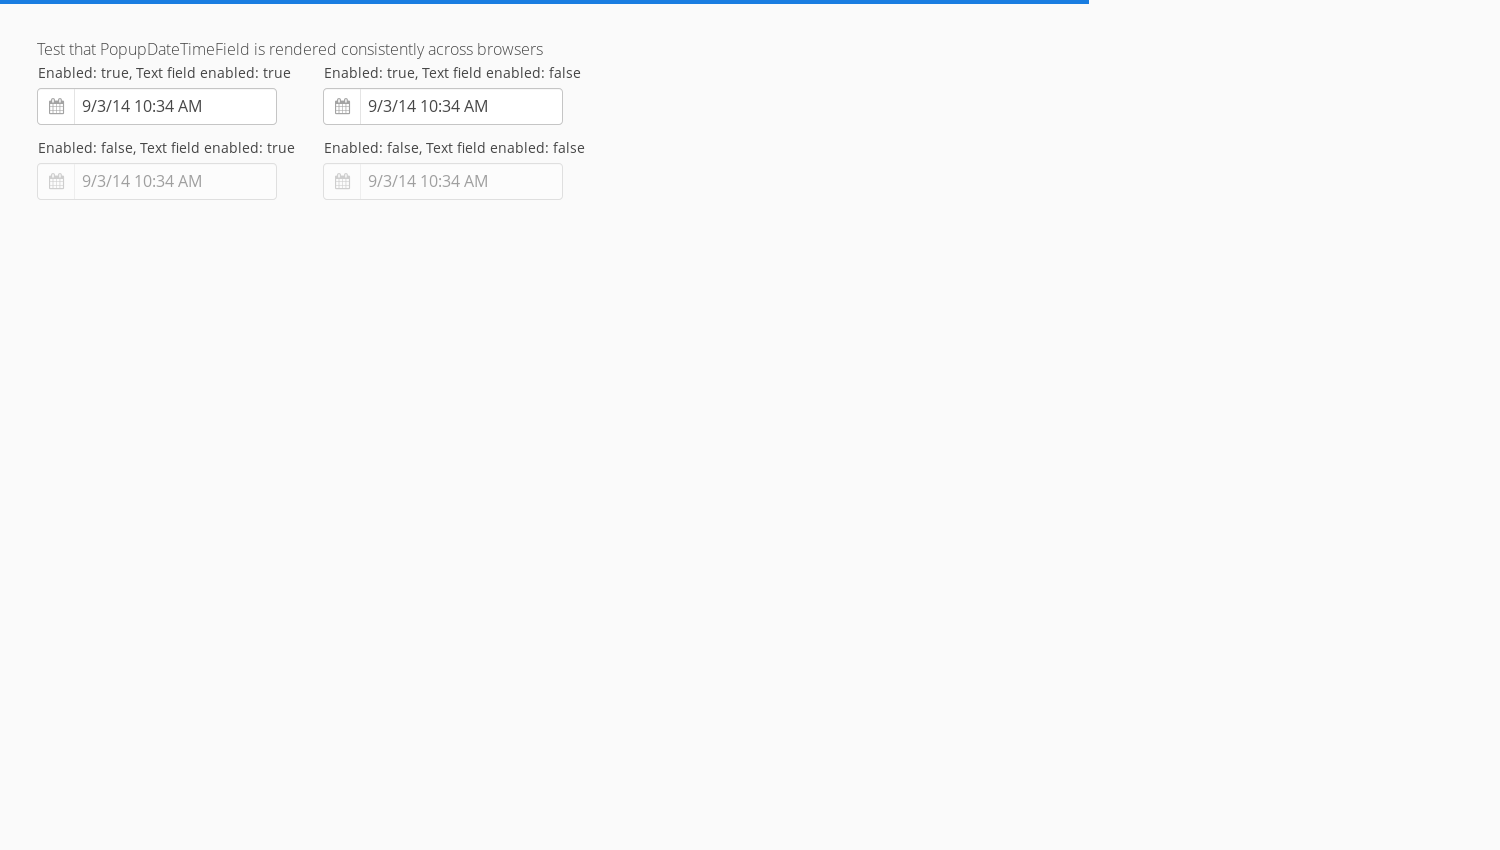 Test that PopupDateTimeField is rendered consistently across browsers
Enabled: true, Text field enabled: true
Enabled: true, Text field enabled: false
9/3/14 10:34 AM
9/3/14 10:34 AM
Enabled: false, Text field enabled: true
Enabled: false, Text field enabled: false
9/3/14 10:34 AM
9/3/14 10:34 AM